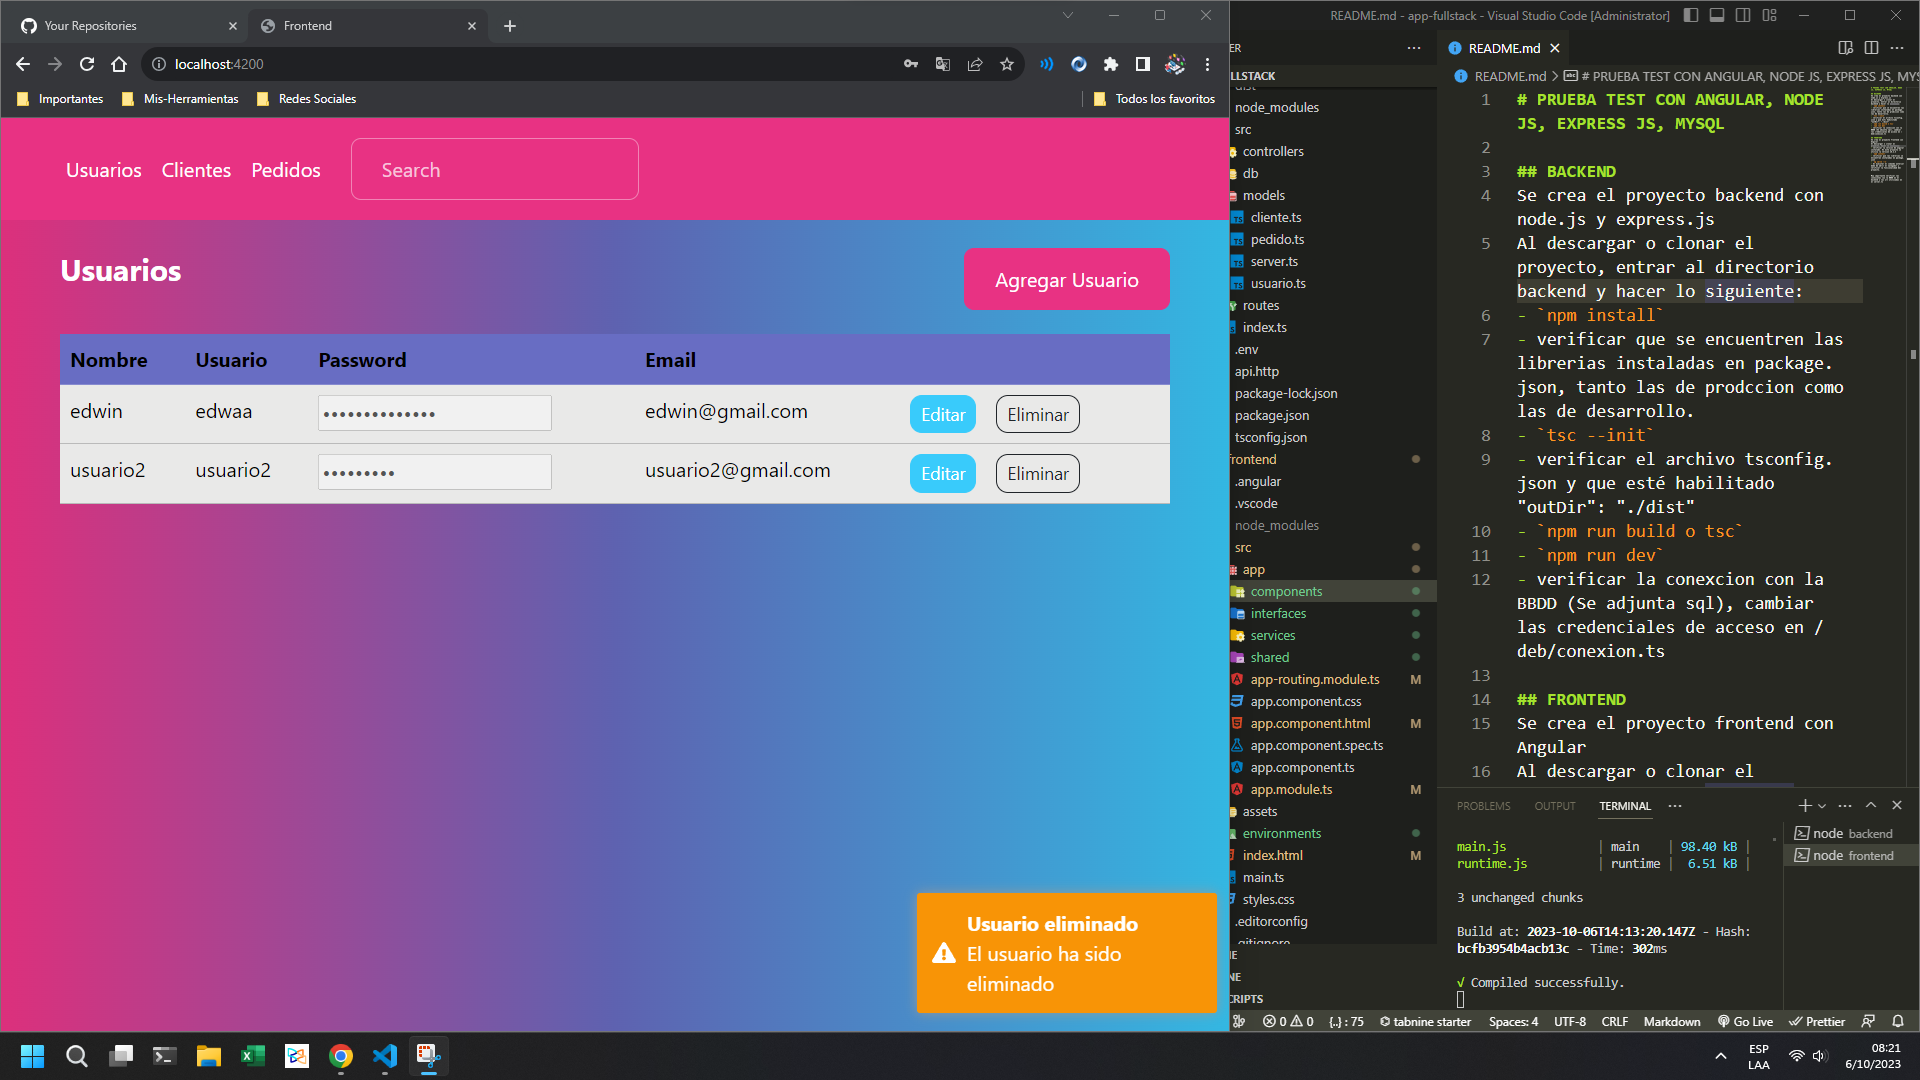 Your Repositories
Frontend
localhost:4200
Importantes
Mis-Herramientas
Redes Sociales
Todos los favoritos
Usuarios
Clientes
Pedidos
Search
Usuarios
Agregar Usuario
Nombre Usuario Password Email
edwin edwaa •••••••••••••• edwin@gmail.com Editar Eliminar
usuario2 usuario2 ••••••••• usuario2@gmail.com Editar Eliminar
Usuario eliminado
El usuario ha sido
eliminado
README.md - app-fullstack - Visual Studio Code [Administrator]
ER
LLSTACK
dist
node_modules
src
controllers
db
models
cliente.ts
pedido.ts
server.ts
usuario.ts
routes
index.ts
.env
api.http
package-lock.json
package.json
tsconfig.json
rontend
.angular
.vscode
node_modules
src
app
components
interfaces
services
shared
app-routing.module.ts M
app.component.css
app.component.html M
app.component.spec.ts
app.component.ts
app.module.ts M
assets
environments
index.html M
main.ts
styles.css
.editorconfig
.gitignore
NE
CRIPTS
README.md
README.md > # PRUEBA TEST CON ANGULAR, NODE JS, EXPRESS JS, MYS
1 # PRUEBA TEST CON ANGULAR, NODE
JS, EXPRESS JS, MYSQL
2
3 ## BACKEND
4 Se crea el proyecto backend con
node.js y express.js
5 Al descargar o clonar el
proyecto, entrar al directorio
backend y hacer lo siguiente:
6 - `npm install`
7 - verificar que se encuentren las
librerias instaladas en package.
json, tanto las de prodccion como
las de desarrollo.
8 - `tsc --init`
9 - verificar el archivo tsconfig.
json y que esté habilitado
"outDir": "./dist"
10 - `npm run build o tsc`
11 - `npm run dev`
12 - verificar la conexcion con la
BBDD (Se adjunta sql), cambiar
las credenciales de acceso en /
deb/conexion.ts
13
14 ## FRONTEND
15 Se crea el proyecto frontend con
Angular
16 Al descargar o clonar el
PROBLEMS OUTPUT TERMINAL
main.js | main | 98.40 kB |
runtime.js | runtime | 6.51 kB |
3 unchanged chunks
Build at: 2023-10-06T14:13:20.147Z - Hash:
bcfb3954b4acb13c - Time: 302ms
√ Compiled successfully.
node backend
node frontend
0 0 {..} : 75 tabnine starter Spaces: 4 UTF-8 CRLF Markdown Go Live Prettier
ESP
LAA
08:21
6/10/2023